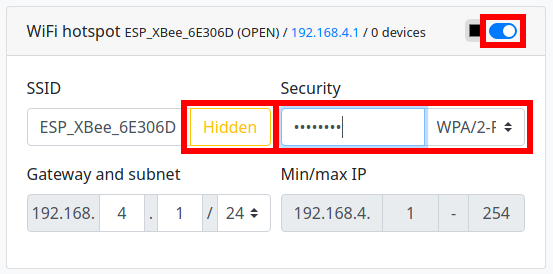 WiFi hotspot ESP_XBee_6E306D (OPEN) / 192.168.4.1 / 0 devices
SSID Security
ESP_XBee_6E306D Hidden •••••••• WPA/2-P
Gateway and subnet Min/max IP
192.168. 4 . 1 / 24 192.168.4. 1 - 254